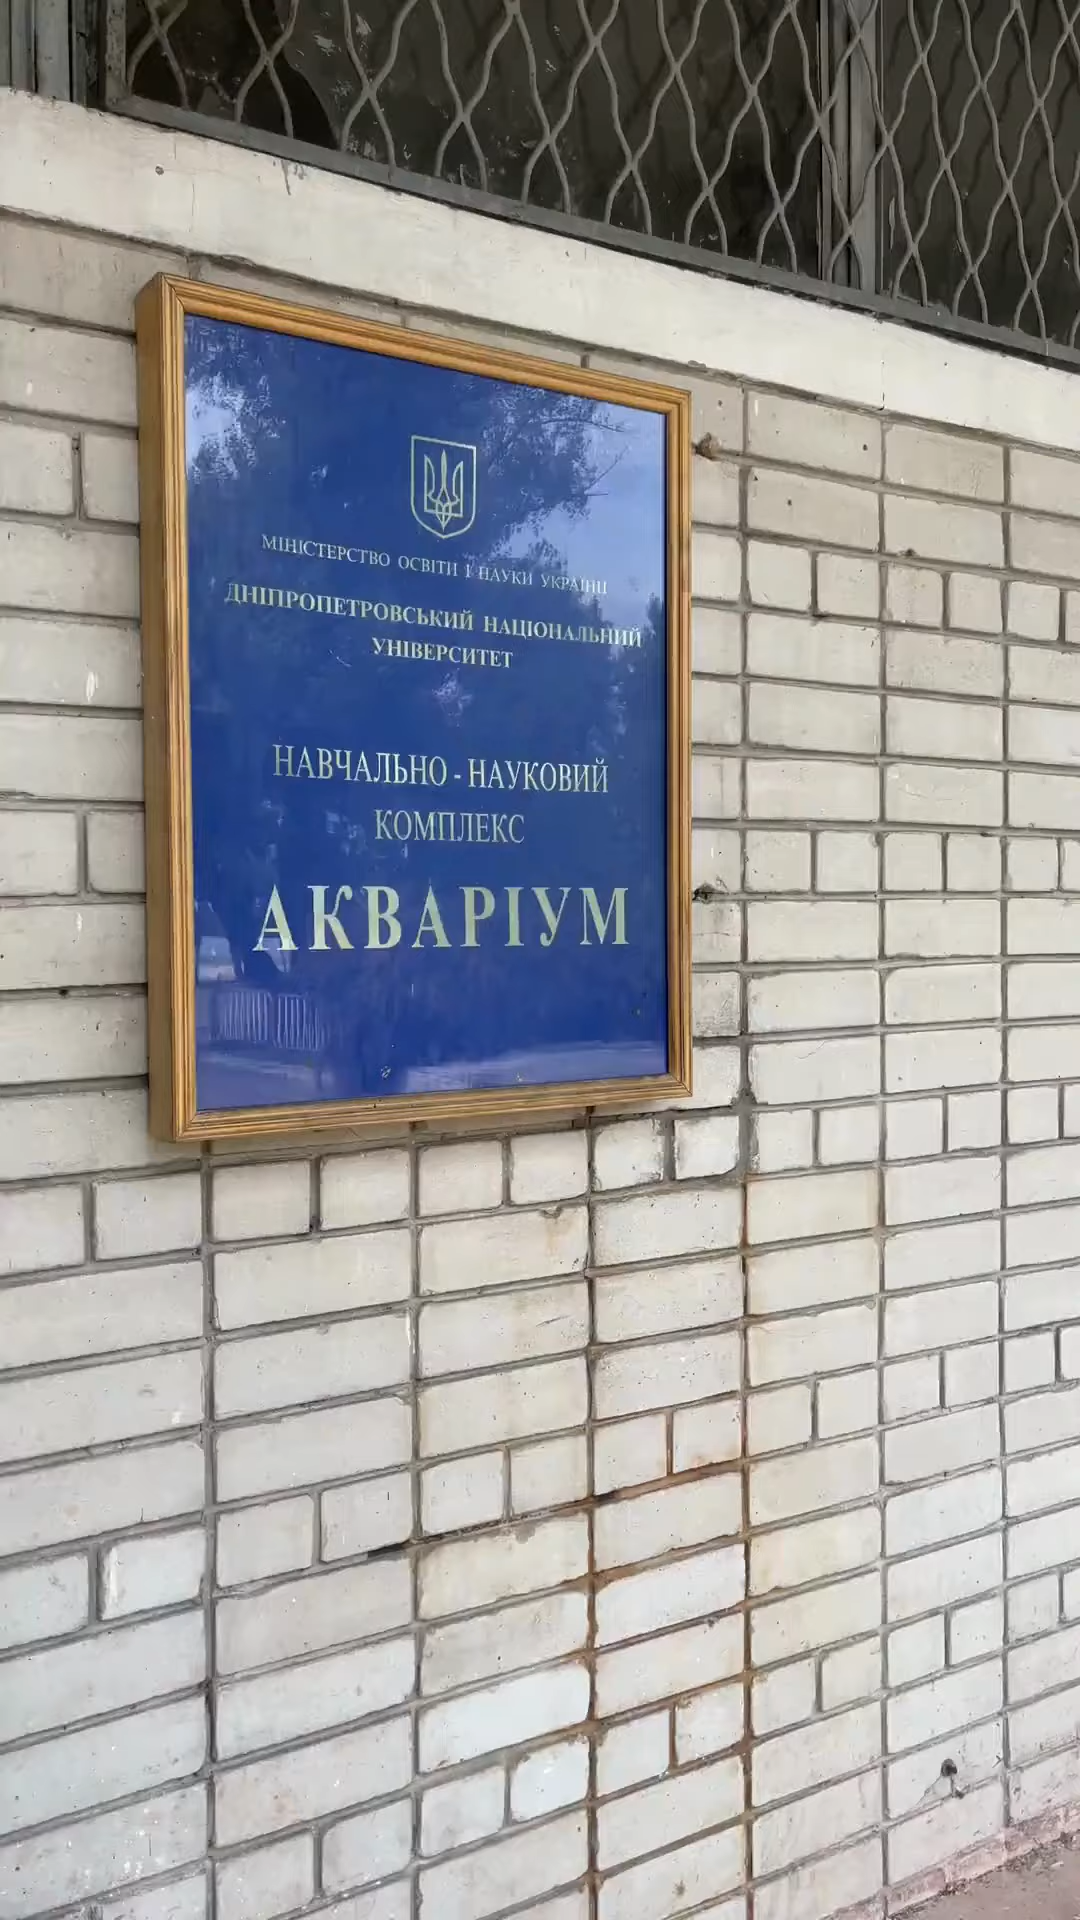 МІНІСТЕРСТВО ОСВІТИ І НАУКИ УКРАЇНИ
ДНІПРОПЕТРОВСЬКИЙ НАЦІОНАЛЬНИЙ
УНІВЕРСИТЕТ
НАВЧАЛЬНО - НАУКОВИЙ
КОМПЛЕКС
АКВАРІУМ